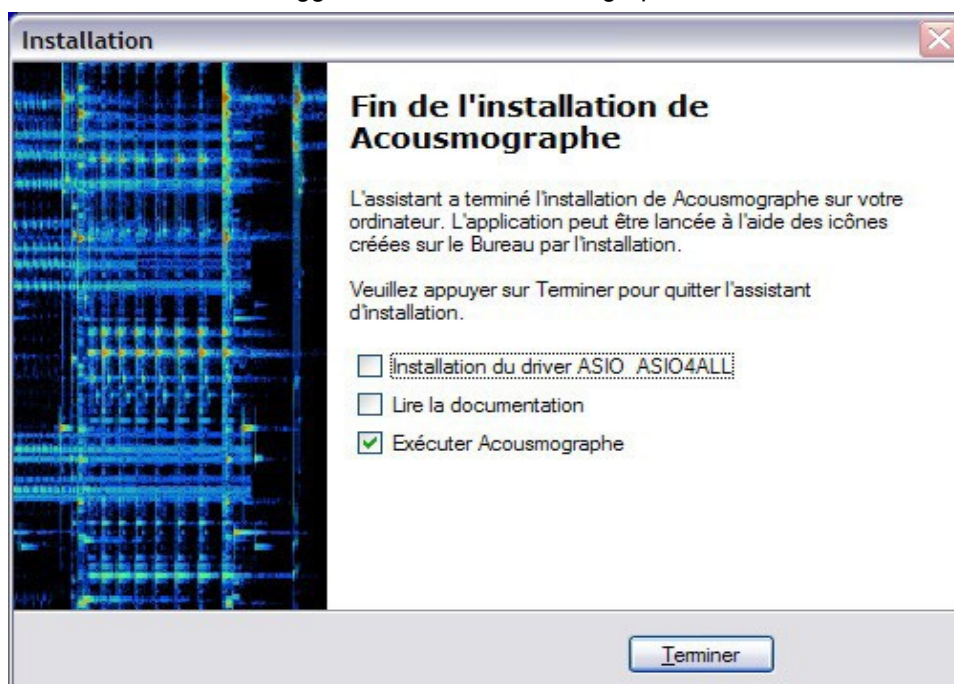 Installation
Fin de l'installation de
Acousmographe
L'assistant a terminé l'installation de Acousmographe sur votre
ordinateur. L'application peut être lancée à l'aide des icônes
créées sur le Bureau par l'installation.
Veuillez appuyer sur Terminer pour quitter l'assistant
d'installation.
Installation du driver ASIO ASIO4ALL
Lire la documentation
Exécuter Acousmographe
Terminer